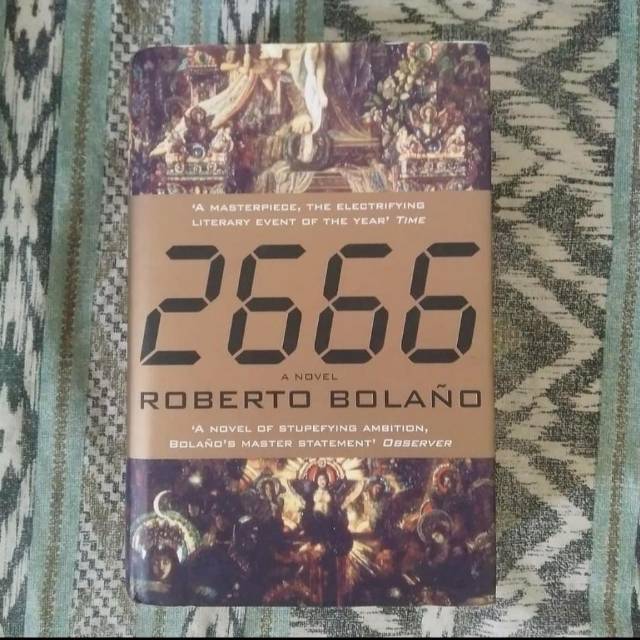 ‘A MASTERPIECE, THE ELECTRIFYING
LITERARY EVENT OF THE YEAR’ TIME
2666
A NOVEL
ROBERTO BOLAÑO
‘A NOVEL OF STUPEFYING AMBITION,
BOLAÑO’S MASTER STATEMENT’ OBSERVER